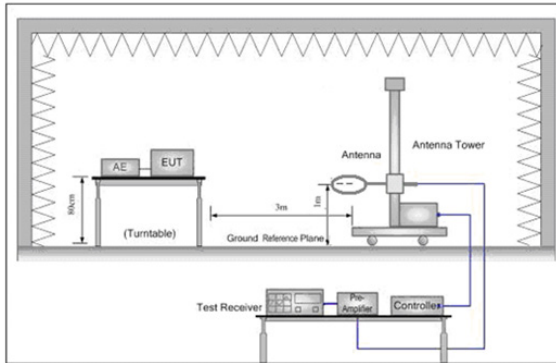 Antenna Tower
Antenna
EUT
AE
80cm
3m
1m
(Turntable)
Ground Reference Plane
Test Receiver
Pre-
Amplifier
Controller